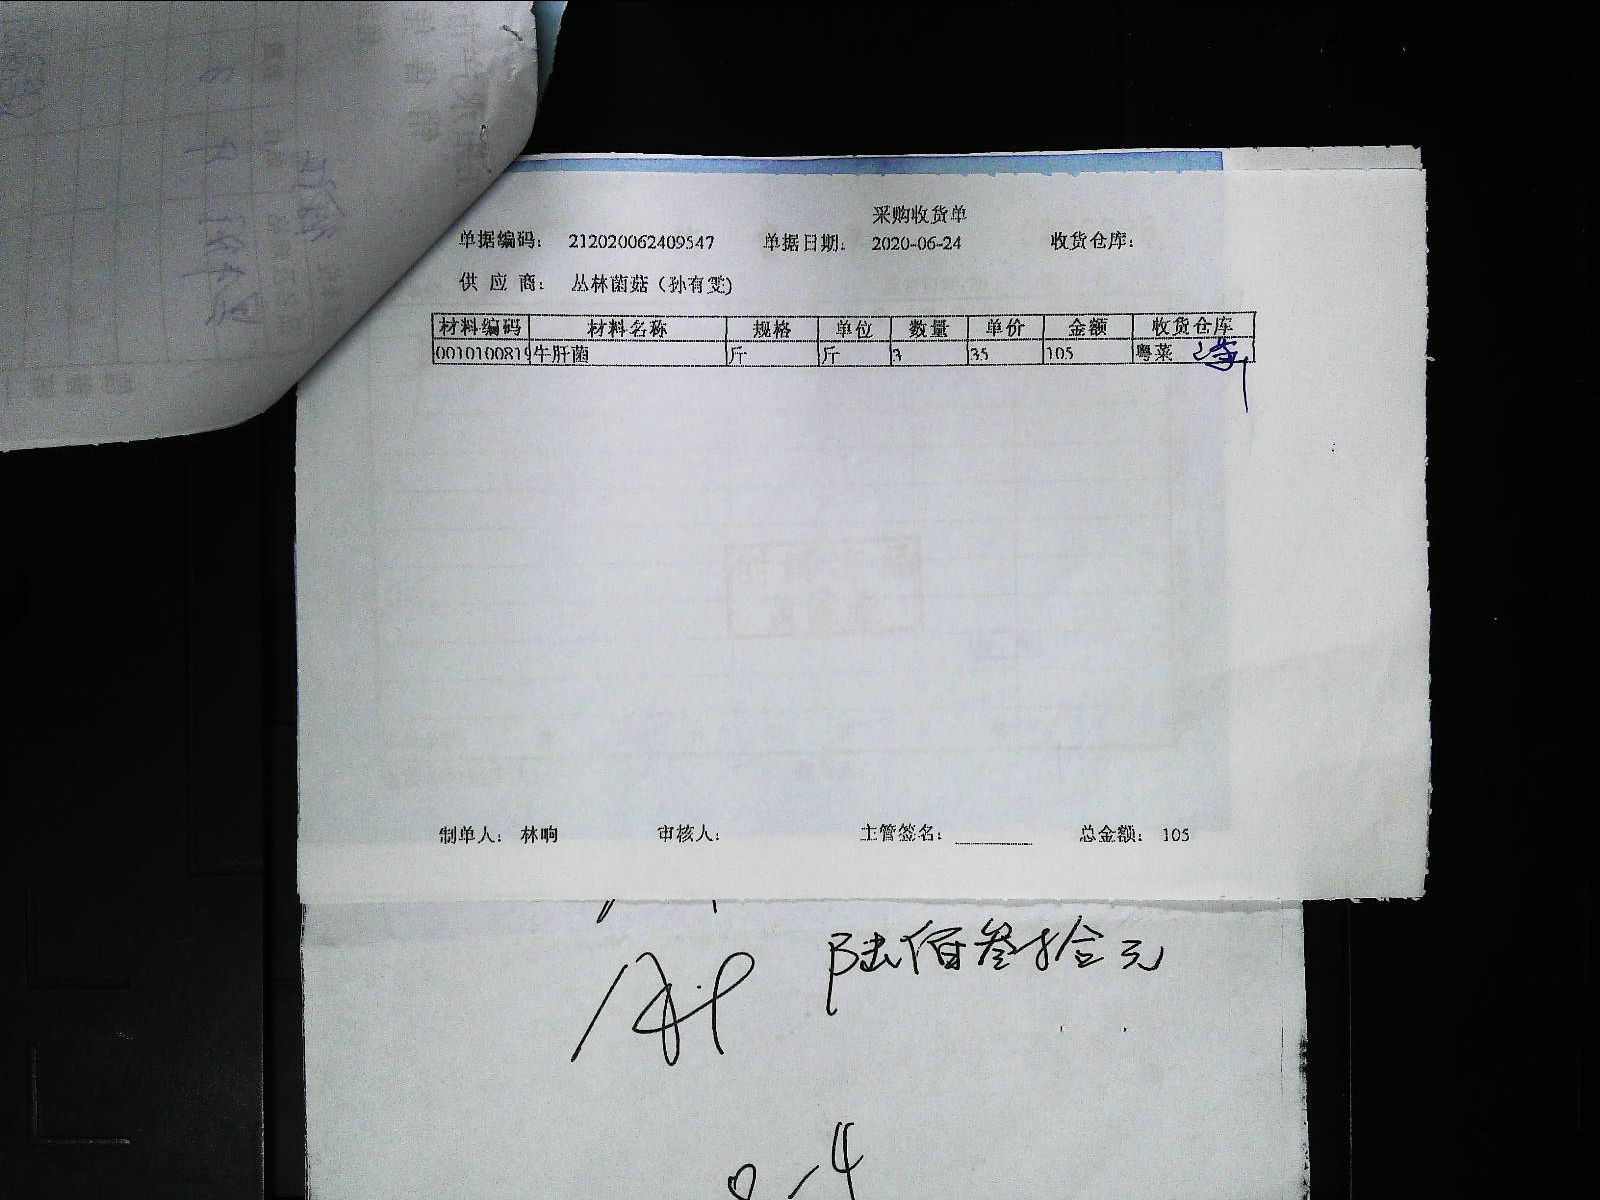 采购收货单
单据编码： 212020062409547 单据日期： 2020-06-24 收货仓库：
供 应 商： 丛林菌菇（孙有雯）
材料编码 材料名称 规格 单位 数量 单价 金额 收货仓库
0010100819 牛肝菌 斤 斤 3 35 105 粤菜
制单人： 林响 审核人： 主管签名： 总金额： 105
陆佰叁拾元